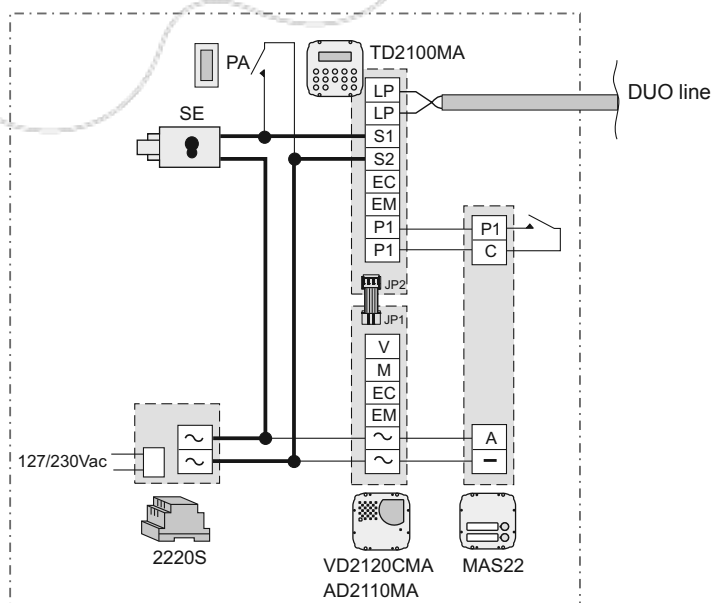 TD2100MA
PA
DUO line
SE
LP
LP
S1
S2
EC
EM
P1
P1
P1
C
JP2
JP1
V
M
EC
EM
~
~
A
–
~
~
127/230Vac
2220S
VD2120CMA
AD2110MA
MAS22